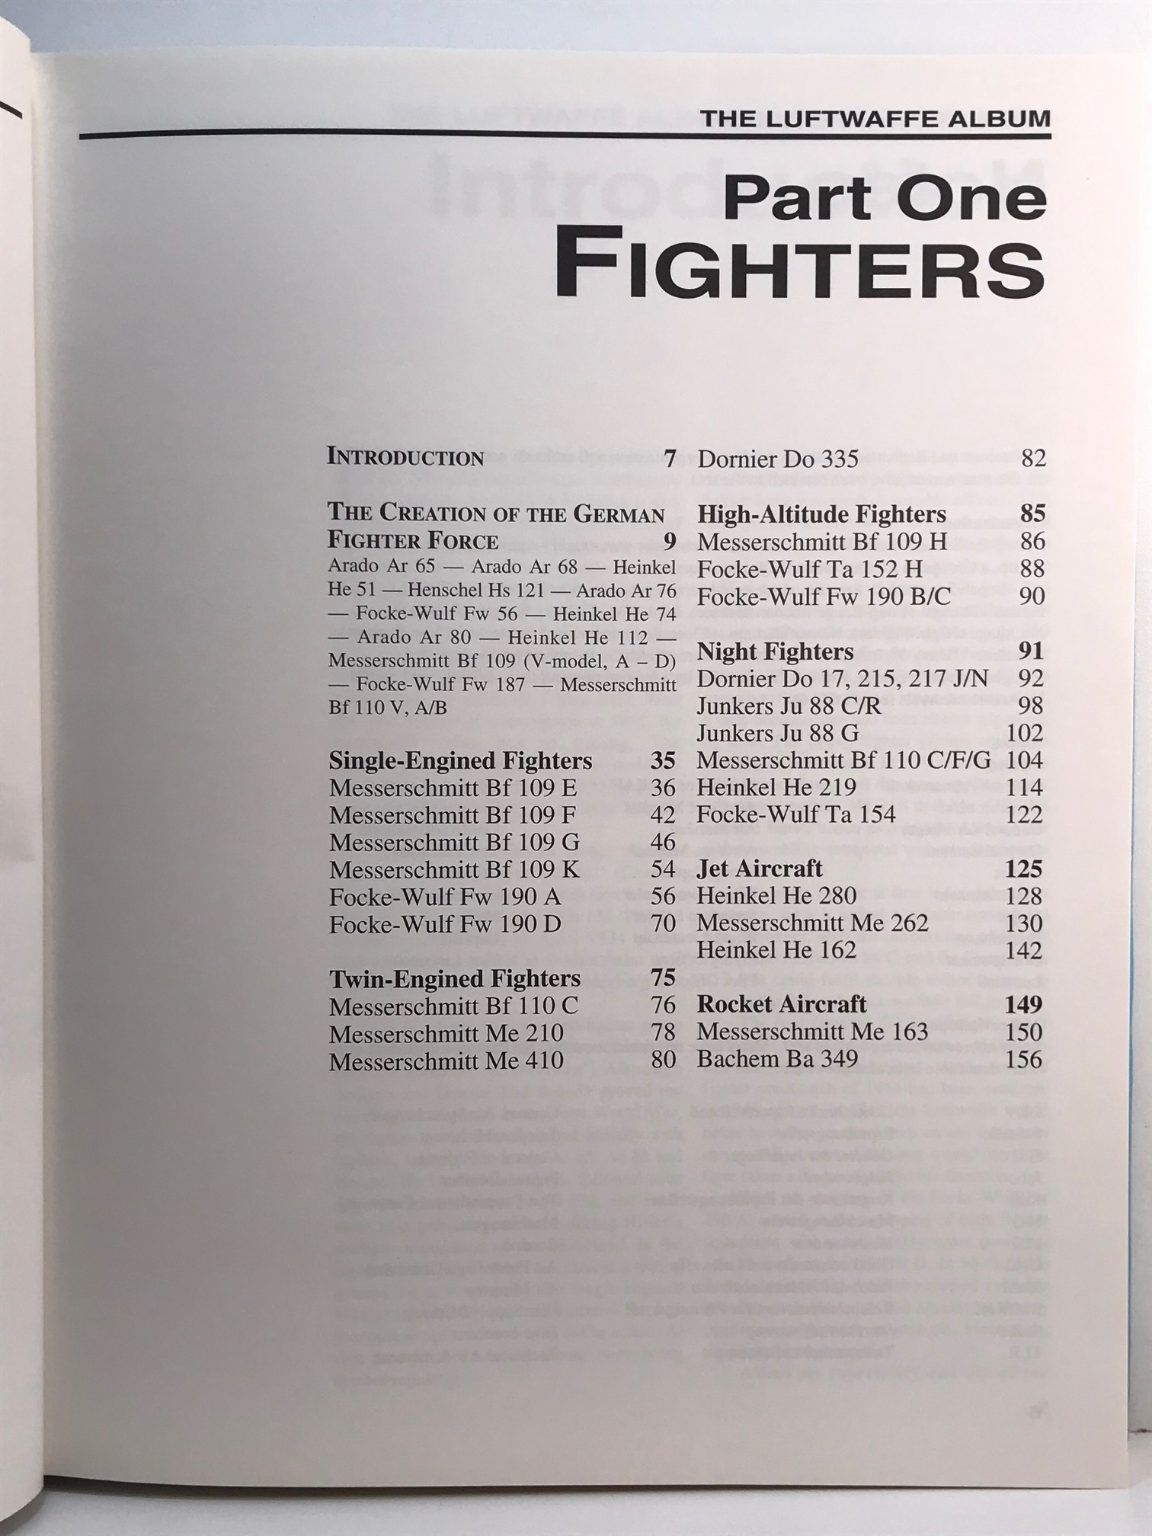 THE LUFTWAFFE ALBUM
Part One
FIGHTERS
INTRODUCTION 7
THE CREATION OF THE GERMAN
FIGHTER FORCE 9
Arado Ar 65 — Arado Ar 68 — Heinkel
He 51 — Henschel Hs 121 — Arado Ar 76
— Focke-Wulf Fw 56 — Heinkel He 74
— Arado Ar 80 — Heinkel He 112 —
Messerschmitt Bf 109 (V-model, A – D)
— Focke-Wulf Fw 187 — Messerschmitt
Bf 110 V, A/B
Single-Engined Fighters 35
Messerschmitt Bf 109 E 36
Messerschmitt Bf 109 F 42
Messerschmitt Bf 109 G 46
Messerschmitt Bf 109 K 54
Focke-Wulf Fw 190 A 56
Focke-Wulf Fw 190 D 70
Twin-Engined Fighters 75
Messerschmitt Bf 110 C 76
Messerschmitt Me 210 78
Messerschmitt Me 410 80
Dornier Do 335 82
High-Altitude Fighters 85
Messerschmitt Bf 109 H 86
Focke-Wulf Ta 152 H 88
Focke-Wulf Fw 190 B/C 90
Night Fighters 91
Dornier Do 17, 215, 217 J/N 92
Junkers Ju 88 C/R 98
Junkers Ju 88 G 102
Messerschmitt Bf 110 C/F/G 104
Heinkel He 219 114
Focke-Wulf Ta 154 122
Jet Aircraft 125
Heinkel He 280 128
Messerschmitt Me 262 130
Heinkel He 162 142
Rocket Aircraft 149
Messerschmitt Me 163 150
Bachem Ba 349 156